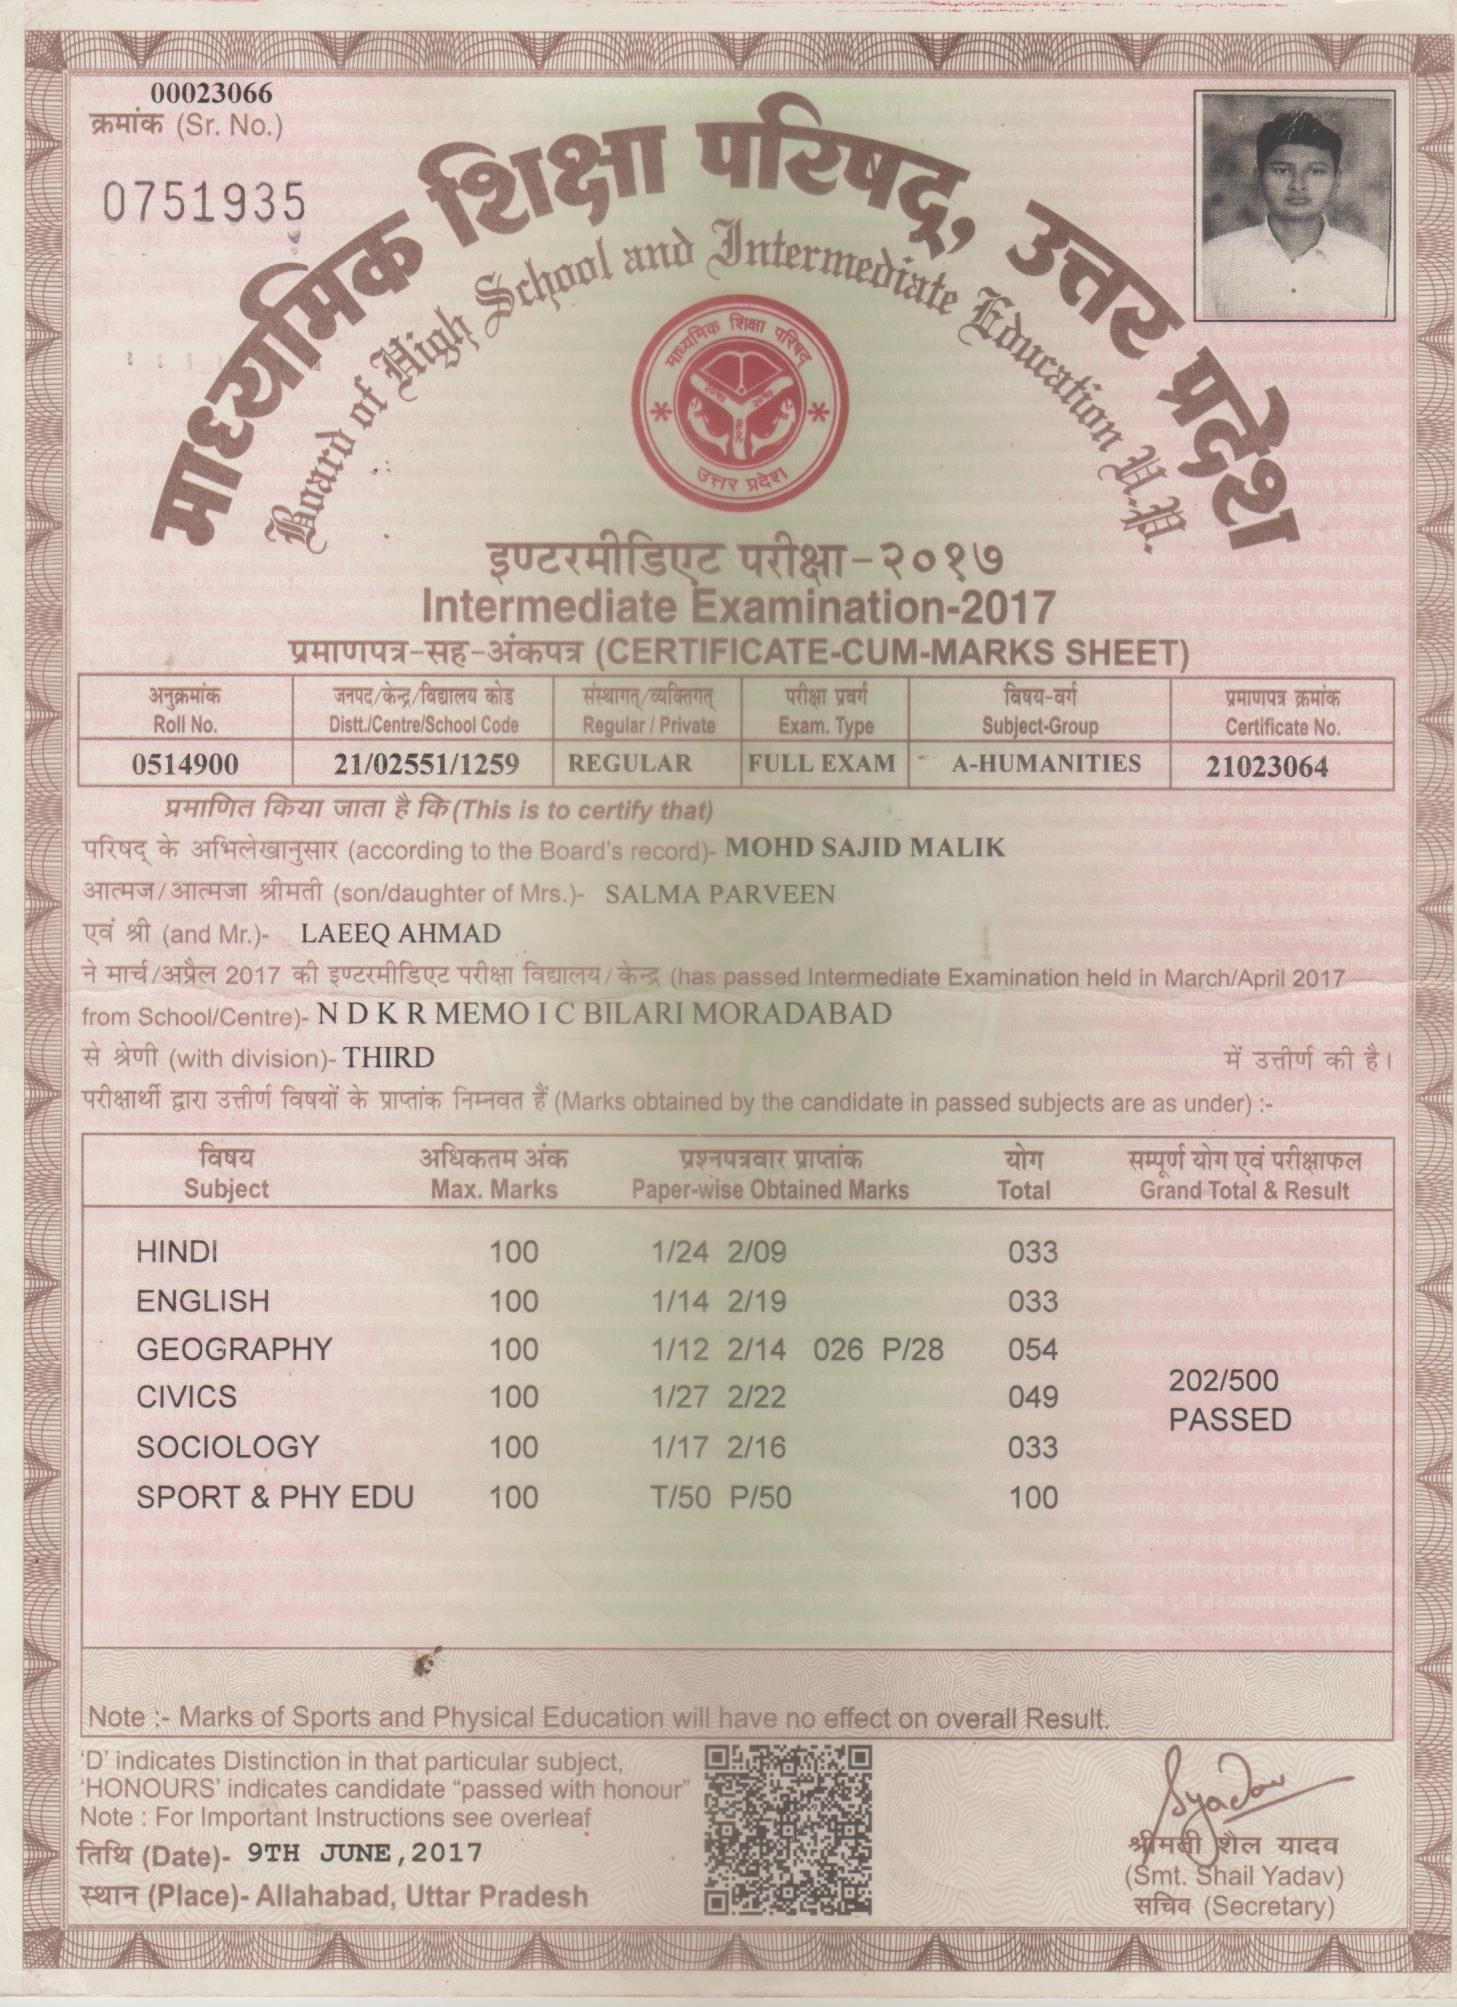 00023066
क्रमांक (Sr. No.)
0751935
माध्यमिक शिक्षा परिषद्, उत्तर प्रदेश
Board of High School and Intermediate Education U.P.
माध्यमिक शिक्षा परिषद्
उत्तर प्रदेश
इण्टरमीडिएट परीक्षा-२०१७
Intermediate Examination-2017
प्रमाणपत्र-सह-अंकपत्र (CERTIFICATE-CUM-MARKS SHEET)
अनुक्रमांक जनपद/केन्द्र/विद्यालय कोड संस्थागत्/व्यक्तिगत् परीक्षा प्रवर्ग विषय-वर्ग प्रमाणपत्र क्रमांक
Roll No. Distt./Centre/School Code Regular / Private Exam. Type Subject-Group Certificate No.
0514900 21/02551/1259 REGULAR FULL EXAM A-HUMANITIES 21023064
प्रमाणित किया जाता है कि (This is to certify that)
परिषद् के अभिलेखानुसार (according to the Board's record)- MOHD SAJID MALIK
आत्मज/आत्मजा श्रीमती (son/daughter of Mrs.)- SALMA PARVEEN
एवं श्री (and Mr.)- LAEEQ AHMAD
ने मार्च/अप्रैल 2017 की इण्टरमीडिएट परीक्षा विद्यालय/केन्द्र (has passed Intermediate Examination held in March/April 2017
from School/Centre)- N D K R MEMO I C BILARI MORADABAD
से श्रेणी (with division)- THIRD में उत्तीर्ण की है।
परीक्षार्थी द्वारा उत्तीर्ण विषयों के प्राप्तांक निम्नवत हैं (Marks obtained by the candidate in passed subjects are as under) :-
विषय अधिकतम अंक प्रश्नपत्रवार प्राप्तांक योग सम्पूर्ण योग एवं परीक्षाफल
Subject Max. Marks Paper-wise Obtained Marks Total Grand Total & Result
HINDI 100 1/24 2/09 033
ENGLISH 100 1/14 2/19 033
GEOGRAPHY 100 1/12 2/14 026 P/28 054
202/500
CIVICS 100 1/27 2/22 049
PASSED
SOCIOLOGY 100 1/17 2/16 033
SPORT & PHY EDU 100 T/50 P/50 100
Note :- Marks of Sports and Physical Education will have no effect on overall Result.
'D' indicates Distinction in that particular subject,
'HONOURS' indicates candidate "passed with honour"
Note : For Important Instructions see overleaf
तिथि (Date)- 9TH JUNE,2017
स्थान (Place)- Allahabad, Uttar Pradesh
Syadav
श्रीमती शैल यादव
(Smt. Shail Yadav)
सचिव (Secretary)